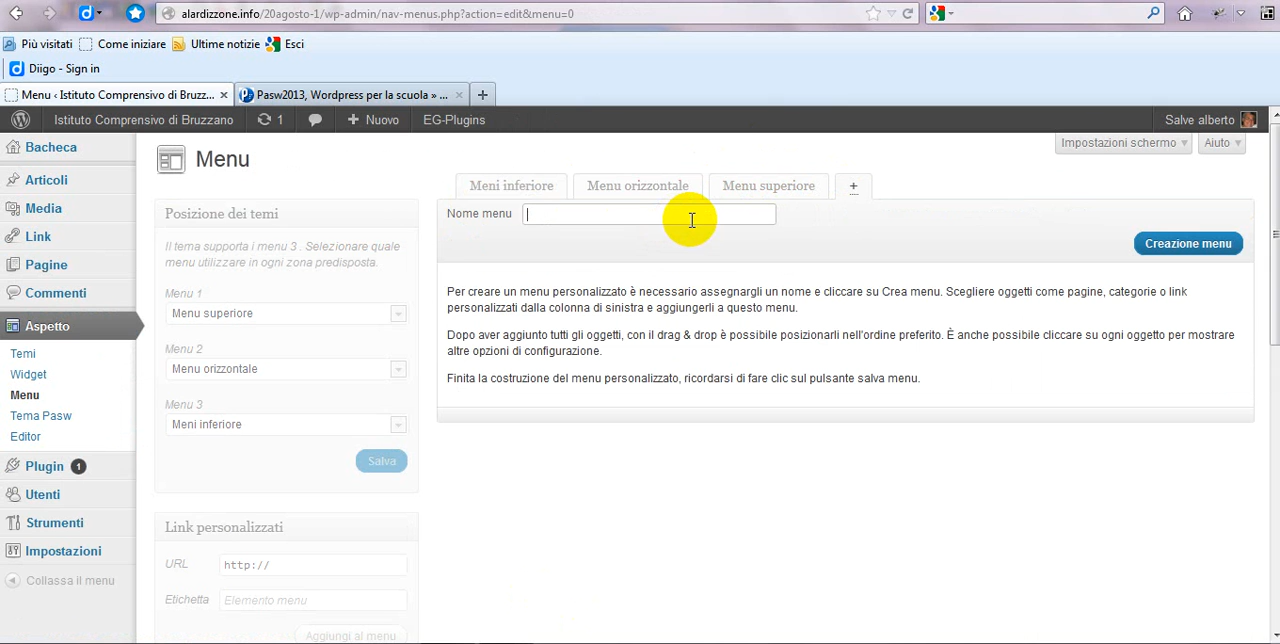 alardizzone.info/20agosto-1/wp-admin/nav-menus.php?action=edit&menu=0
Più visitati Come iniziare Ultime notizie Esci
Diigo - Sign in
Menu ‹ Istituto Comprensivo di Bruzz... × Pasw2013, Wordpress per la scuola » ... × +
Istituto Comprensivo di Bruzzano 1 + Nuovo EG-Plugins Salve alberto
Impostazioni schermo Aiuto
Bacheca
Articoli
Media
Link
Pagine
Commenti
Aspetto
Temi
Widget
Menu
Tema Pasw
Editor
Plugin 1
Utenti
Strumenti
Impostazioni
Collassa il menu
Menu
Meni inferiore Menu orizzontale Menu superiore +
Posizione dei temi
Il tema supporta i menu 3 . Selezionare quale
menu utilizzare in ogni zona predisposta.
Menu 1
Menu superiore
Menu 2
Menu orizzontale
Menu 3
Meni inferiore
Salva
Link personalizzati
URL http://
Etichetta Elemento menu
Aggiungi al menu
Nome menu
Creazione menu
Per creare un menu personalizzato è necessario assegnargli un nome e cliccare su Crea menu. Scegliere oggetti come pagine, categorie o link
personalizzati dalla colonna di sinistra e aggiungerli a questo menu.
Dopo aver aggiunto tutti gli oggetti, con il drag & drop è possibile posizionarli nell'ordine preferito. È anche possibile cliccare su ogni oggetto per mostrare
altre opzioni di configurazione.
Finita la costruzione del menu personalizzato, ricordarsi di fare clic sul pulsante salva menu.